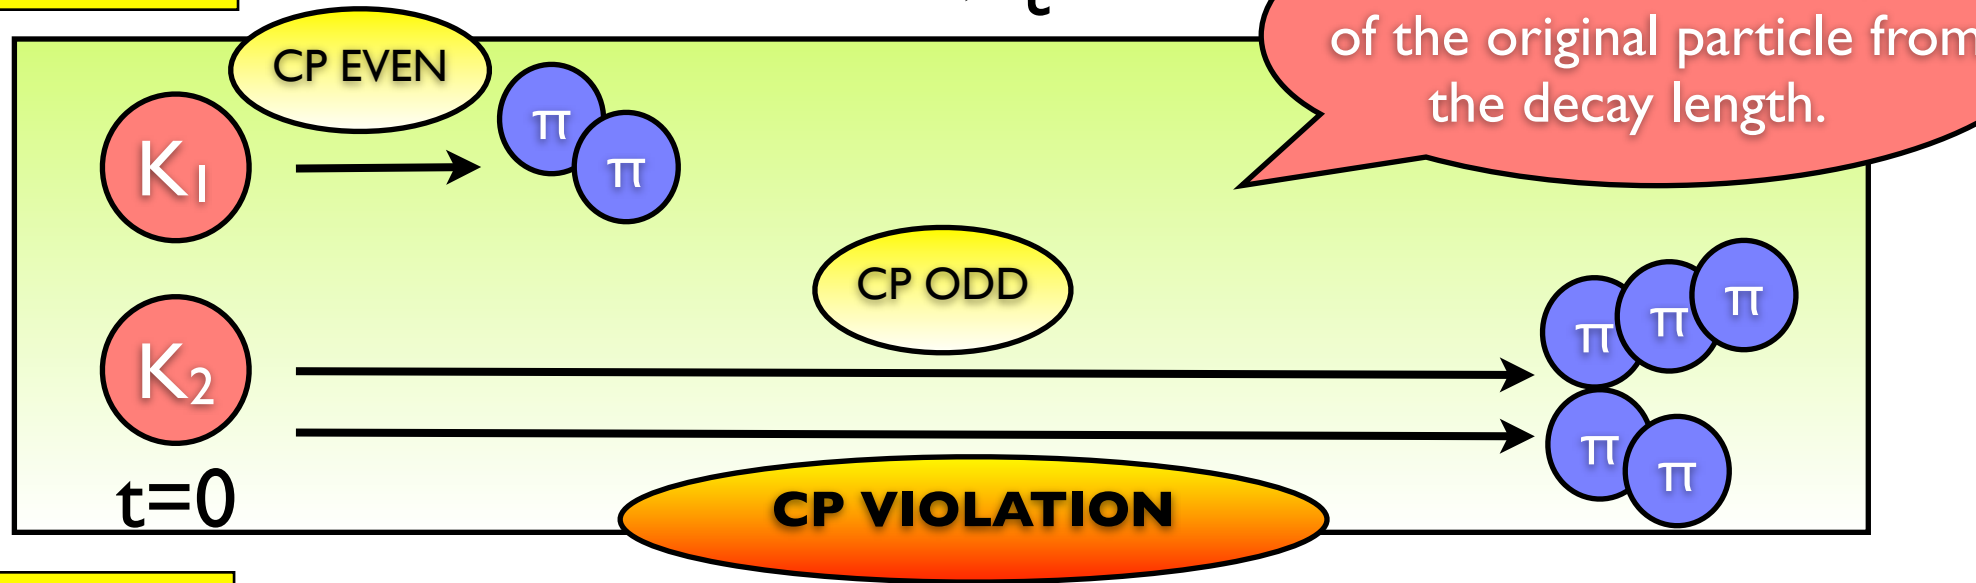 t
of the original particle from
the decay length.
CP EVEN
K1
π
π
CP ODD
K2
π
π
π
π
π
t=0
CP VIOLATION